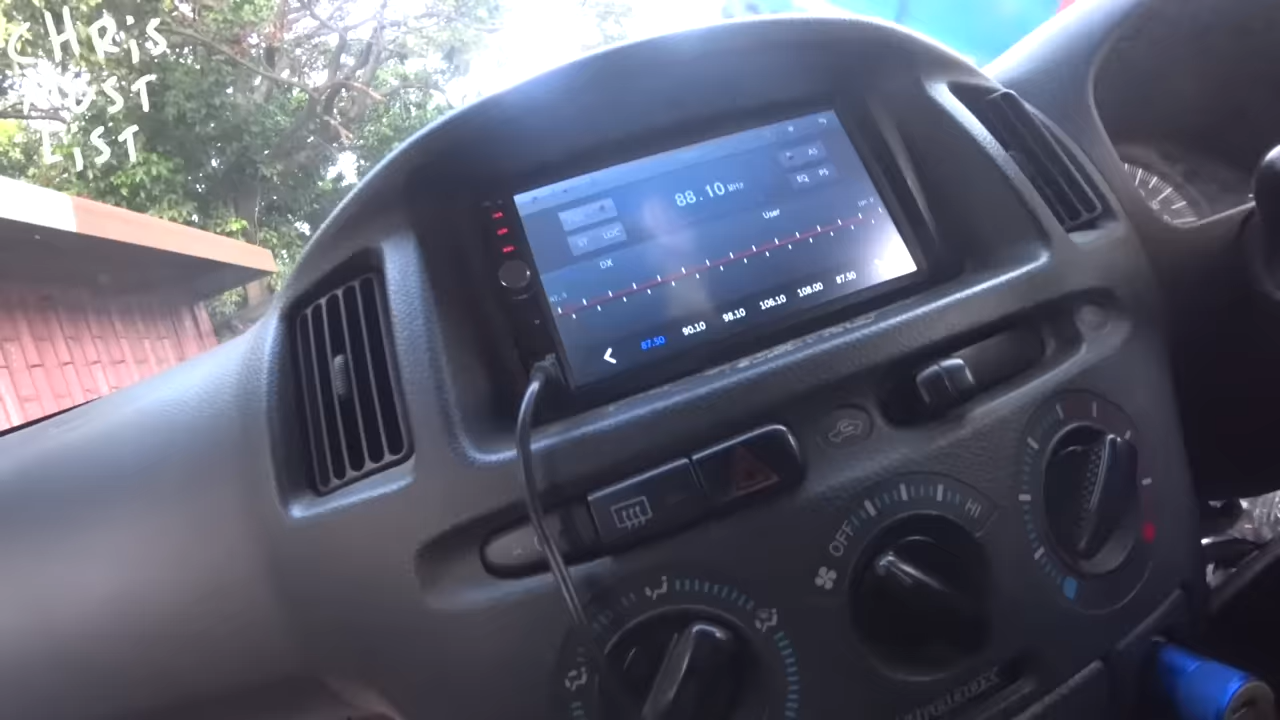 CHRIS
MUST
LIST
AS
88.10 MHz
EQ PS
ST LOC
User
DX
87.50 90.10 98.10 106.10 108.00 87.50
HI
OFF